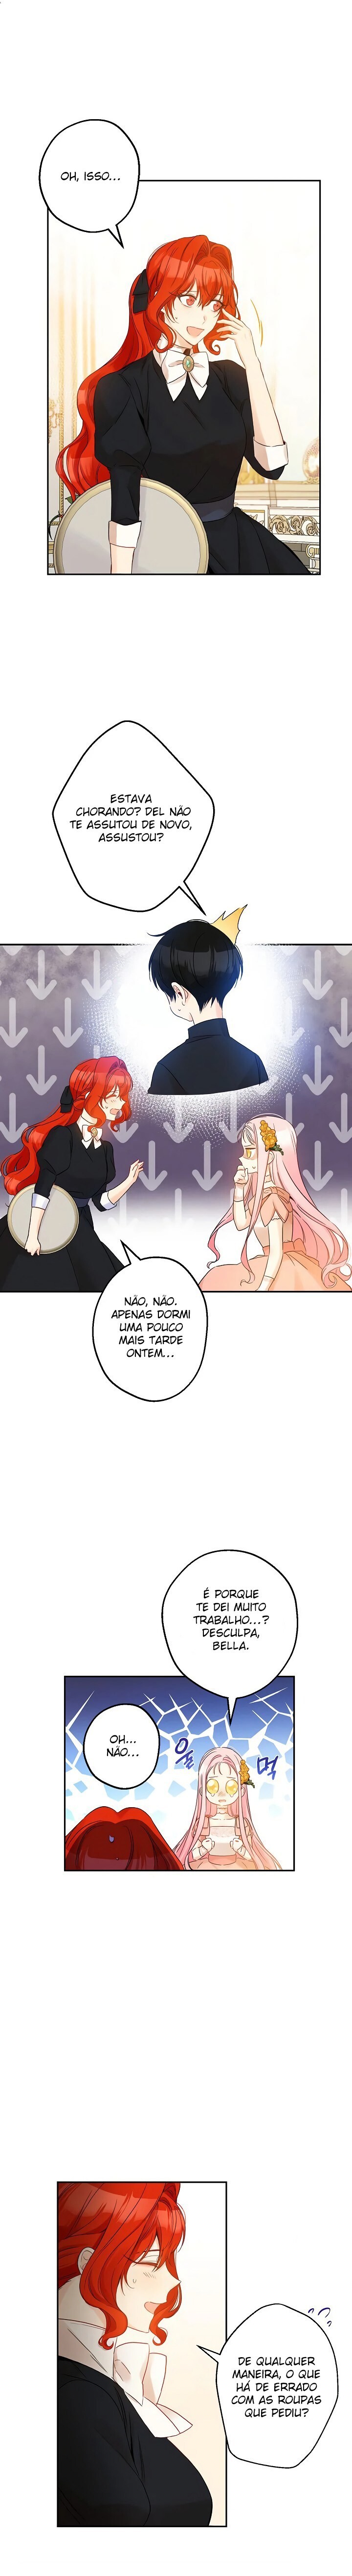 OH, ISSO...
ESTAVA
CHORANDO? DEL NÃO
TE ASSUTOU DE NOVO,
ASSUSTOU?
NÃO, NÃO.
APENAS DORMI
UMA POUCO
MAIS TARDE
ONTEM...
É PORQUE
TE DEI MUITO
TRABALHO...?
DESCULPA,
BELLA.
OH...
NÃO...
울먹
DE QUALQUER
MANEIRA, O QUE
HÁ DE ERRADO
COM AS ROUPAS
QUE PEDIU?